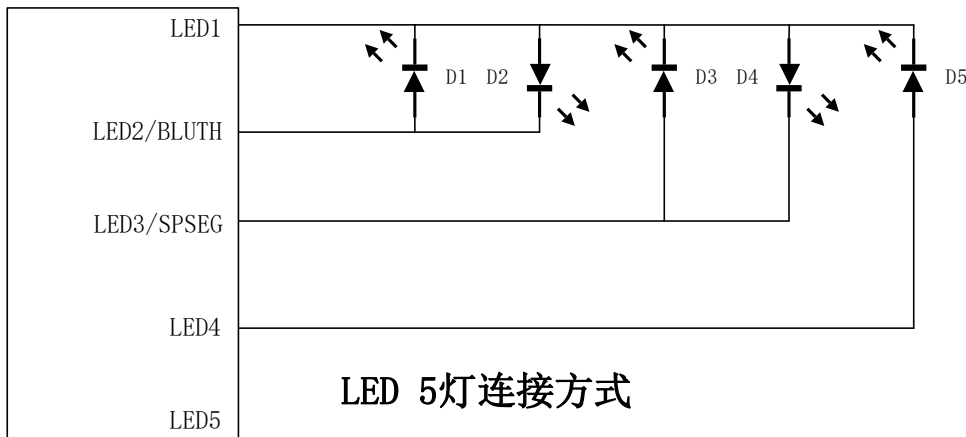 LED1
D1 D2 D3 D4 D5
LED2/BLUTH
LED3/SPSEG
LED4
LED 5灯连接方式
LED5